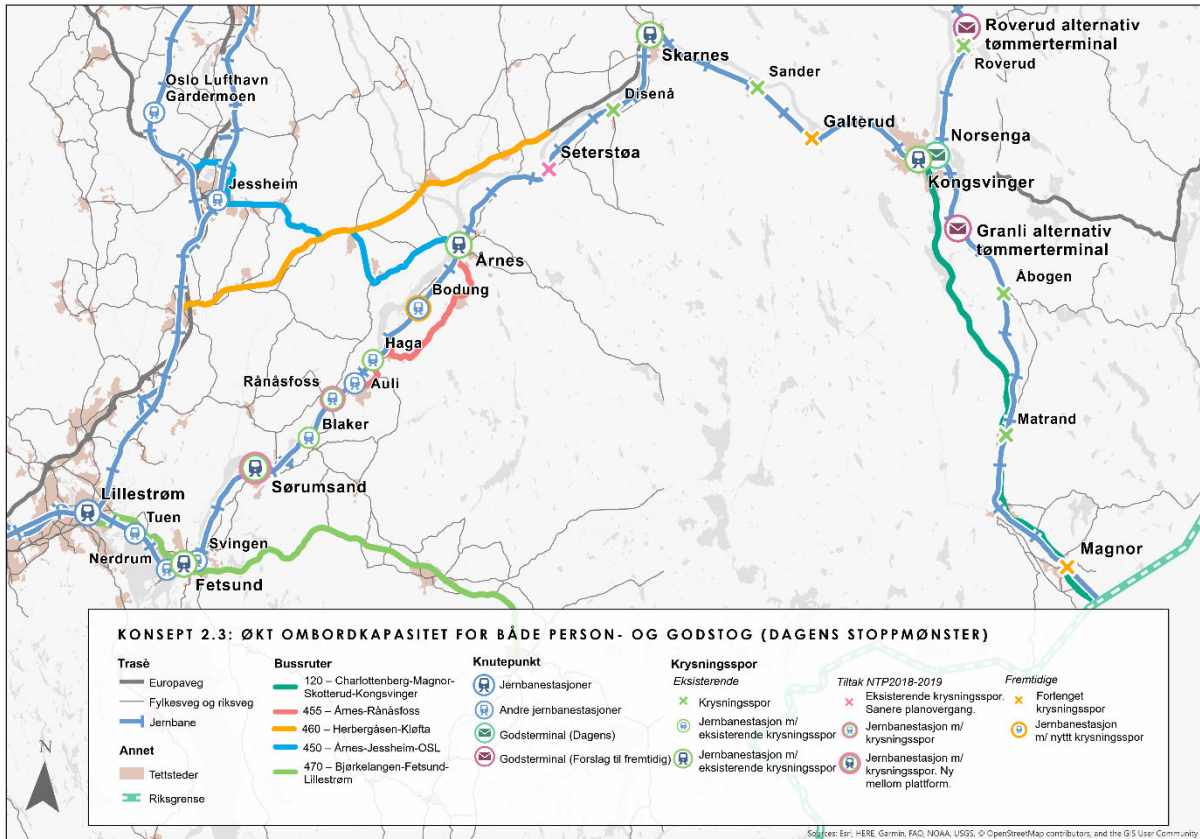 Roverud alternativ
tømmerterminal
Roverud
Skarnes
Sander
Oslo Lufthavn
Gardermoen
Disenå
Galterud
Norsenga
Seterstøa
Kongsvinger
Jessheim
Granli alternativ
tømmerterminal
Årnes
Bodung
Åbogen
Haga
Rånåsfoss
Auli
Blaker
Matrand
Sørumsand
Lillestrøm
Tuen
Svingen
Nerdrum
Magnor
Fetsund
KONSEPT 2.3: ØKT OMBORDKAPASITET FOR BÅDE PERSON- OG GODSTOG (DAGENS STOPPMØNSTER)
Trasè
Europaveg
Fylkesveg og riksveg
Jernbane
Annet
Tettsteder
Riksgrense
Bussruter
120 – Charlottenberg-Magnor-
Skotterud-Kongsvinger
455 – Årnes-Rånåsfoss
460 – Herbergåsen-Kløfta
450 – Årnes-Jessheim-OSL
470 – Bjørkelangen-Fetsund-
Lillestrøm
Knutepunkt
Jernbanestasjoner
Andre jernbanestasjoner
Godsterminal (Dagens)
Godsterminal (Forslag til fremtidig)
Krysningsspor
Eksisterende
Krysningsspor
Jernbanestasjon m/
eksisterende krysningsspor
Jernbanestasjon m/
eksisterende krysningsspor
Tiltak NTP2018-2019
Eksisterende krysningsspor.
Sanere planovergang.
Jernbanestasjon m/
krysningsspor
Jernbanestasjon m/
krysningsspor. Ny
mellom plattform.
Fremtidige
Forlenget
krysningsspor
Jernbanestasjon
m/ nyttt krysningsspor
N
Sources: Esri, HERE, Garmin, FAO, NOAA, USGS, © OpenStreetMap contributors, and the GIS User Community